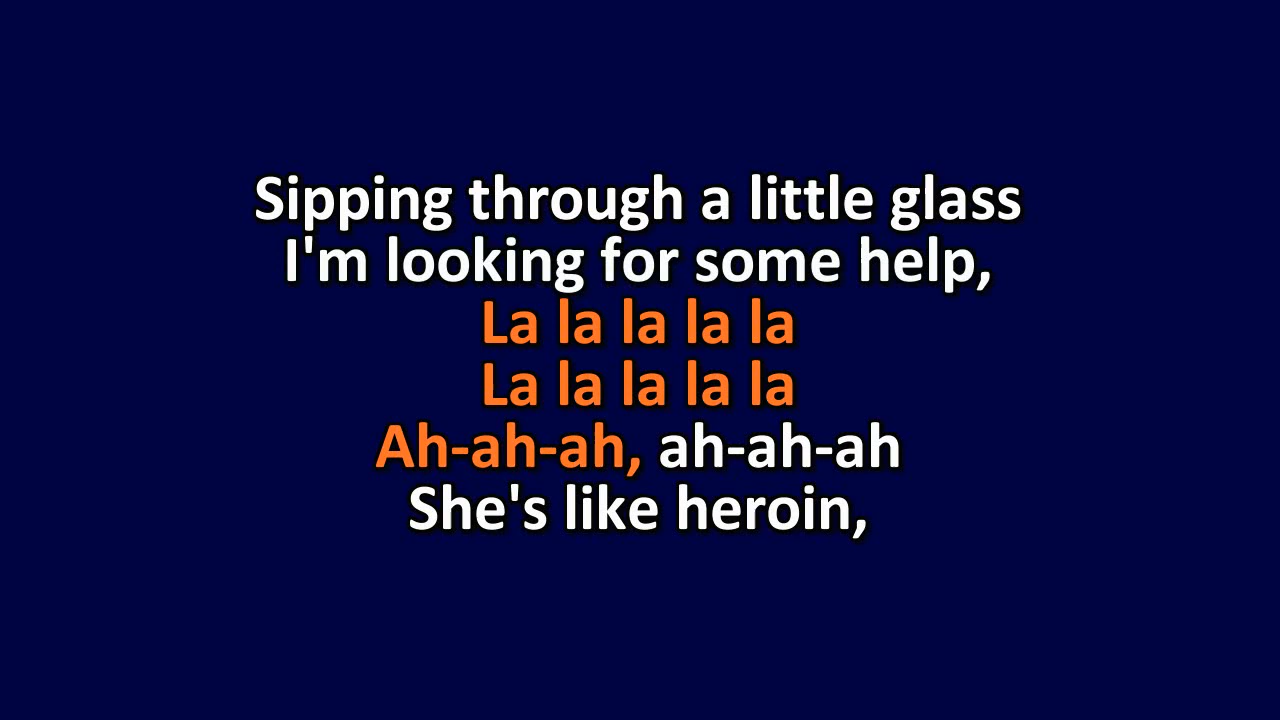 Sipping through a little glass
I'm looking for some help,
La la la la la
La la la la la
Ah-ah-ah, ah-ah-ah
She's like heroin,